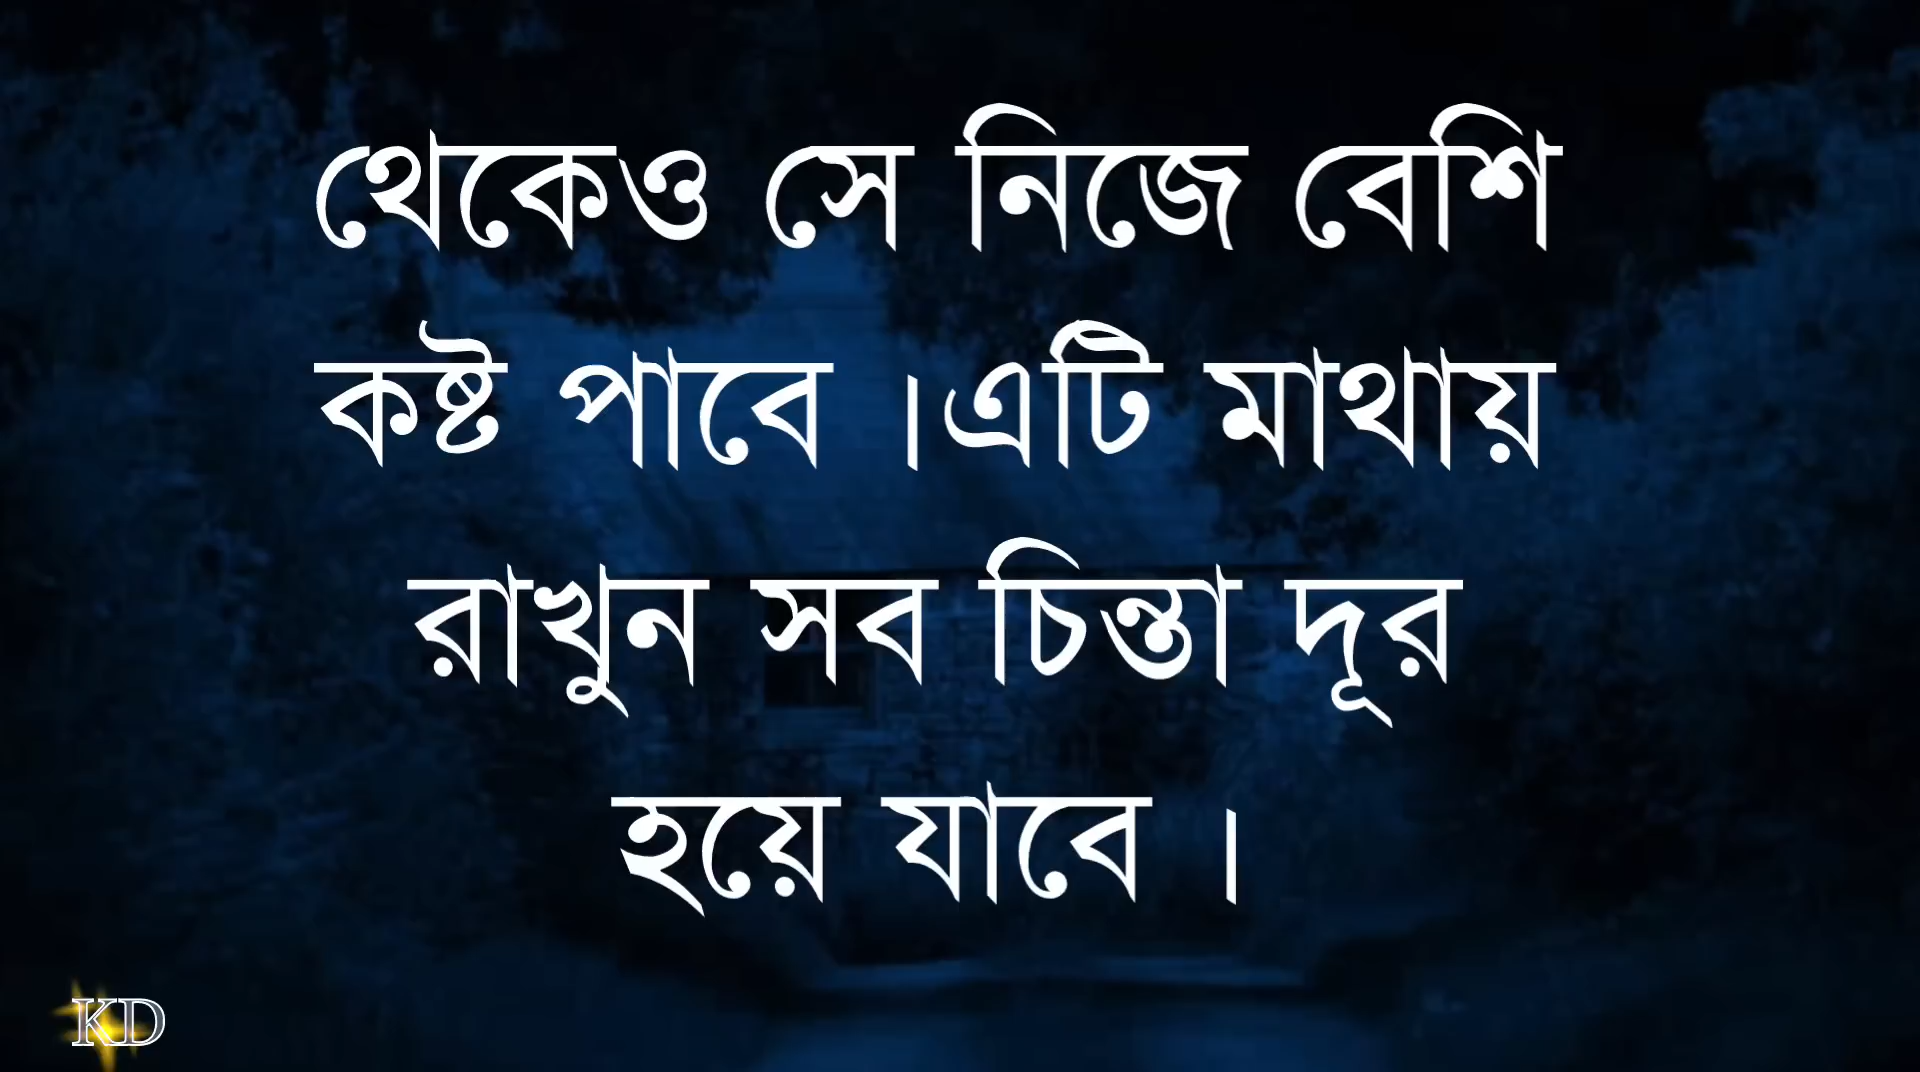 থেকেও সে নিজে বেশি
কষ্ট পাবে ।এটি মাথায়
রাখুন সব চিন্তা দূর
হয়ে যাবে ।
KD